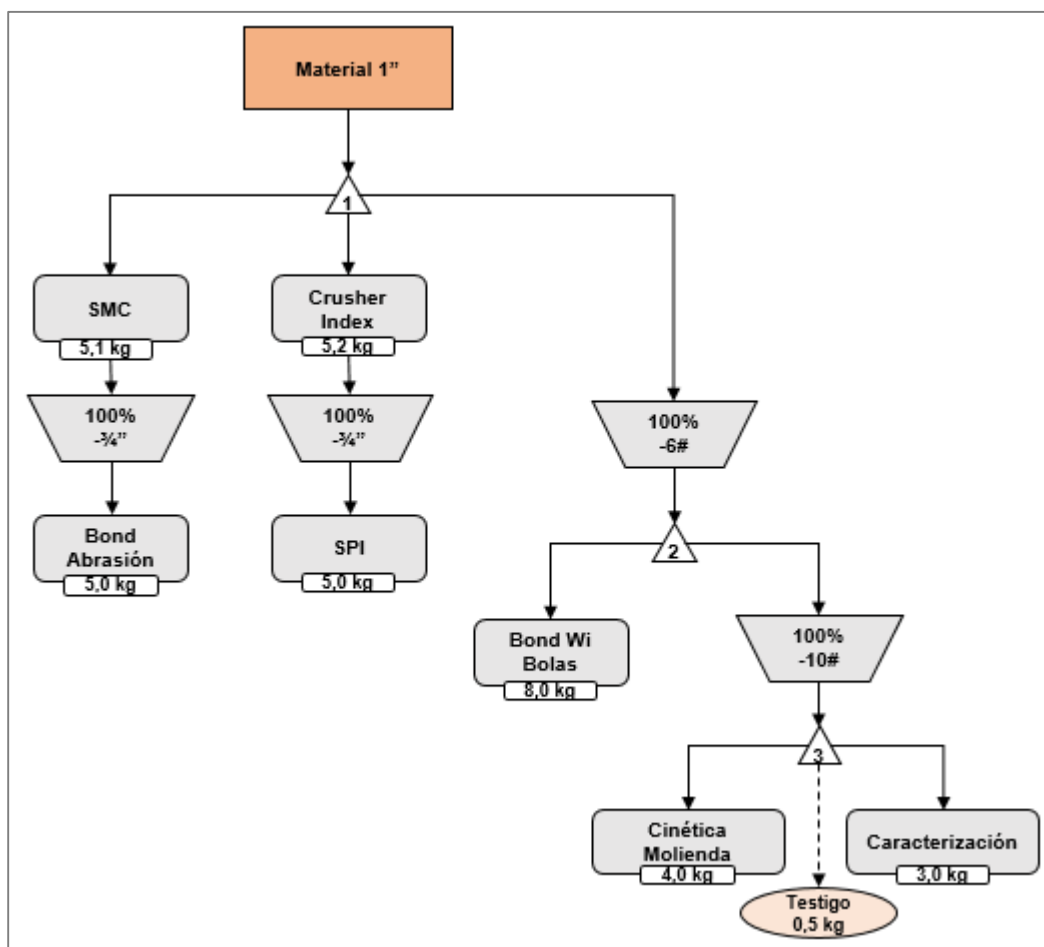 Material 1”
1
SMC
5,1 kg
Crusher
Index
5,2 kg
100%
-¾”
100%
-¾”
100%
-6#
Bond
Abrasión
5,0 kg
SPI
5,0 kg
2
Bond Wi
Bolas
8,0 kg
100%
-10#
3
Cinética
Molienda
4,0 kg
Caracterización
3,0 kg
Testigo
0,5 kg